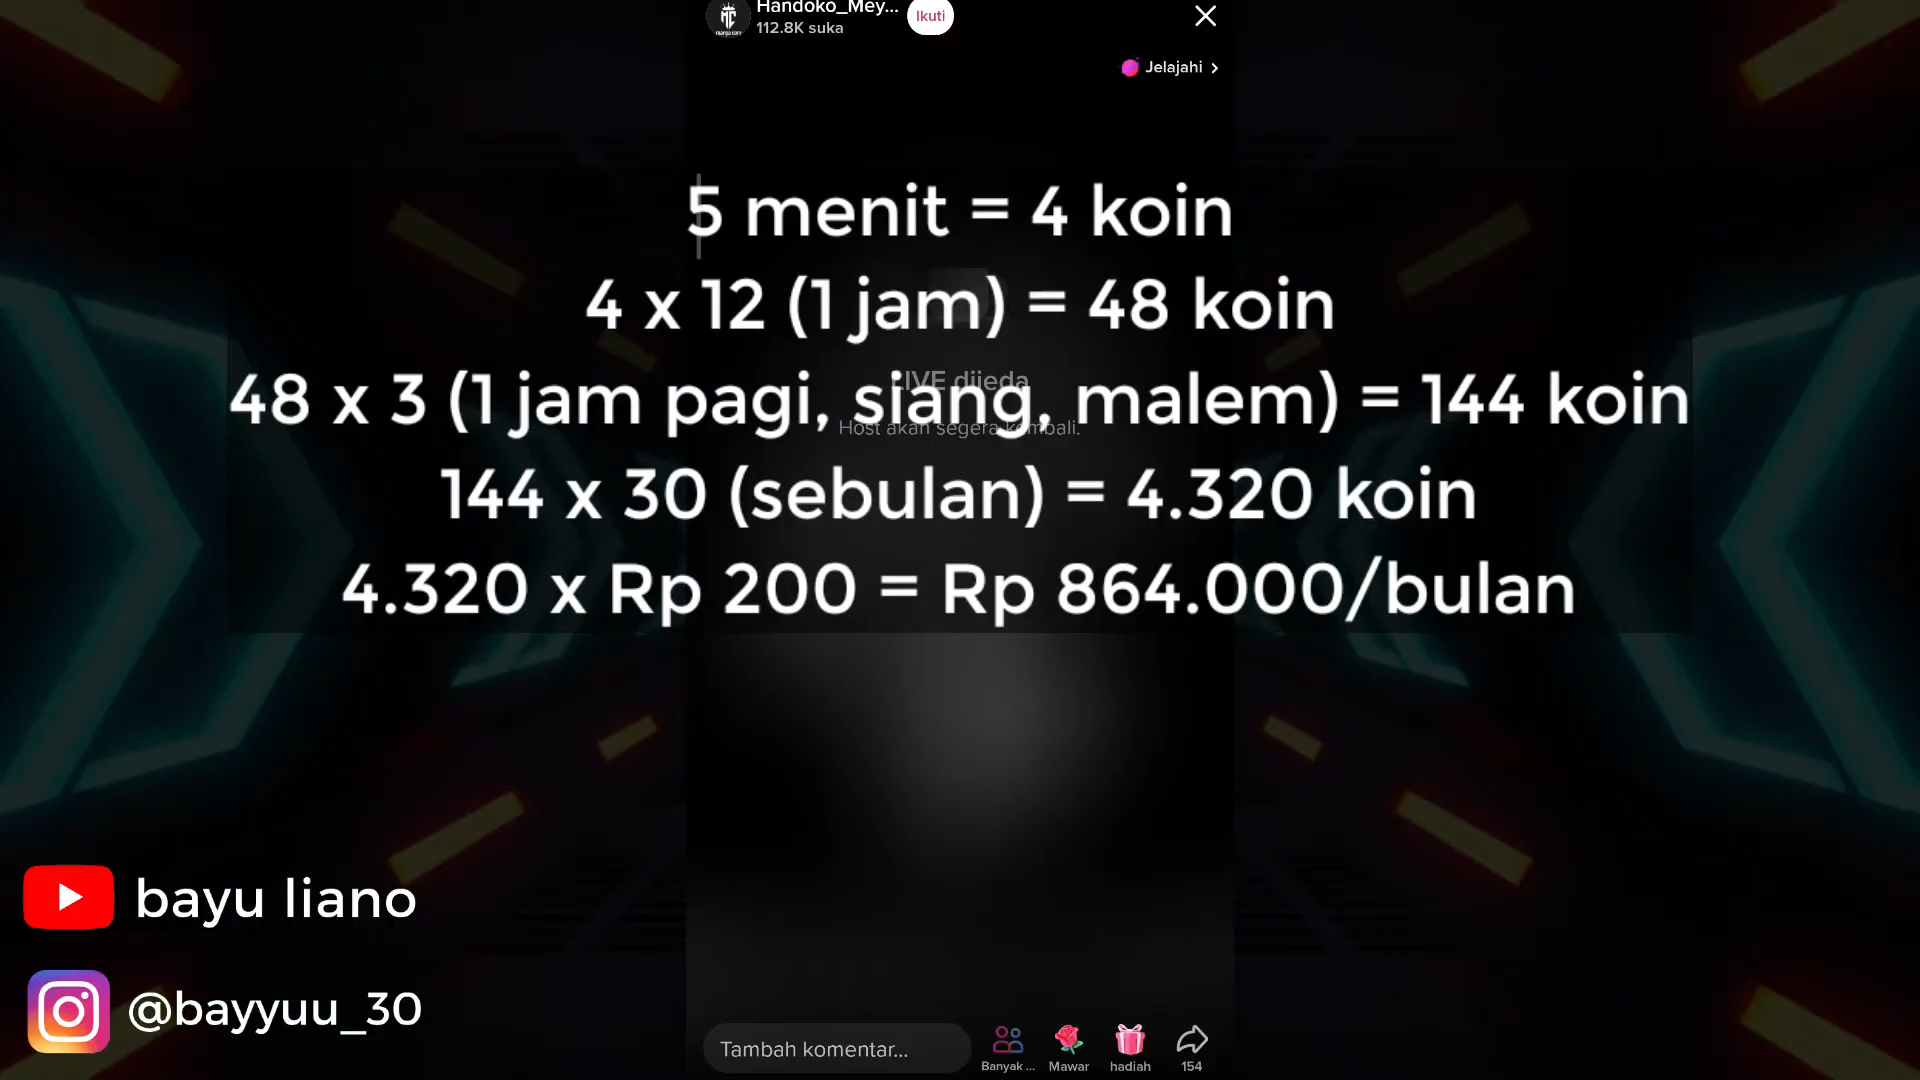 Handoko_Mey...
112.8K suka
Ikuti
Jelajahi
5 menit = 4 koin
4 x 12 (1 jam) = 48 koin
LIVE dijeda
48 x 3 (1 jam pagi, siang, malem) = 144 koin
Host akan segera kembali.
144 x 30 (sebulan) = 4.320 koin
4.320 x Rp 200 = Rp 864.000/bulan
bayu liano
@bayyuu_30
Tambah komentar...
Banyak ...
Mawar
hadiah
154